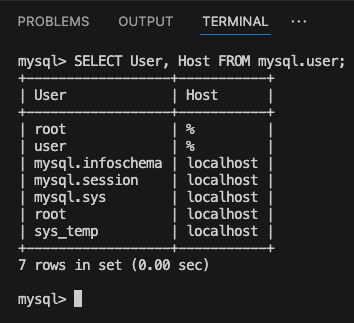 PROBLEMS OUTPUT TERMINAL ···
mysql> SELECT User, Host FROM mysql.user;
+------------------+-----------+
| User             | Host      |
+------------------+-----------+
| root             | %         |
| user             | %         |
| mysql.infoschema | localhost |
| mysql.session    | localhost |
| mysql.sys        | localhost |
| root             | localhost |
| sys_temp         | localhost |
+------------------+-----------+
7 rows in set (0.00 sec)
mysql>